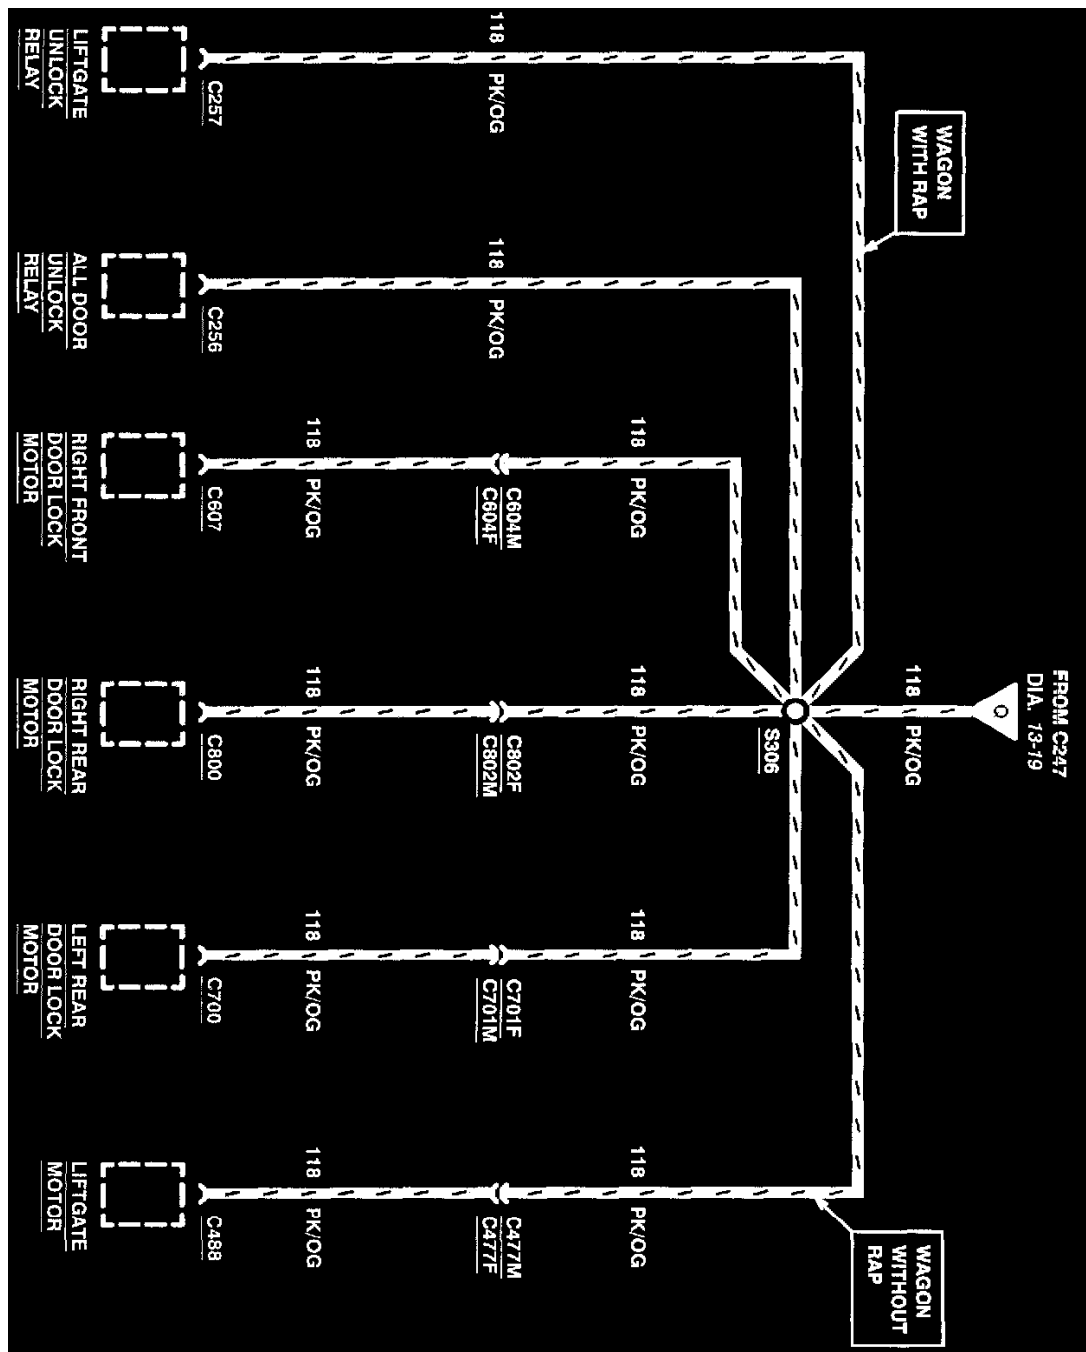 FROM C247
DIA. 13-19
Q
118
PK/OG
WAGON
WITH RAP
WAGON
WITHOUT
RAP
S306
118
PK/OG
118
PK/OG
118
PK/OG
118
PK/OG
118
PK/OG
118
PK/OG
C604M
C604F
C802F
C802M
C701F
C701M
C477M
C477F
118
PK/OG
118
PK/OG
118
PK/OG
118
PK/OG
C257
C256
C607
C800
C700
C488
LIFTGATE
UNLOCK
RELAY
ALL DOOR
UNLOCK
RELAY
RIGHT FRONT
DOOR LOCK
MOTOR
RIGHT REAR
DOOR LOCK
MOTOR
LEFT REAR
DOOR LOCK
MOTOR
LIFTGATE
MOTOR